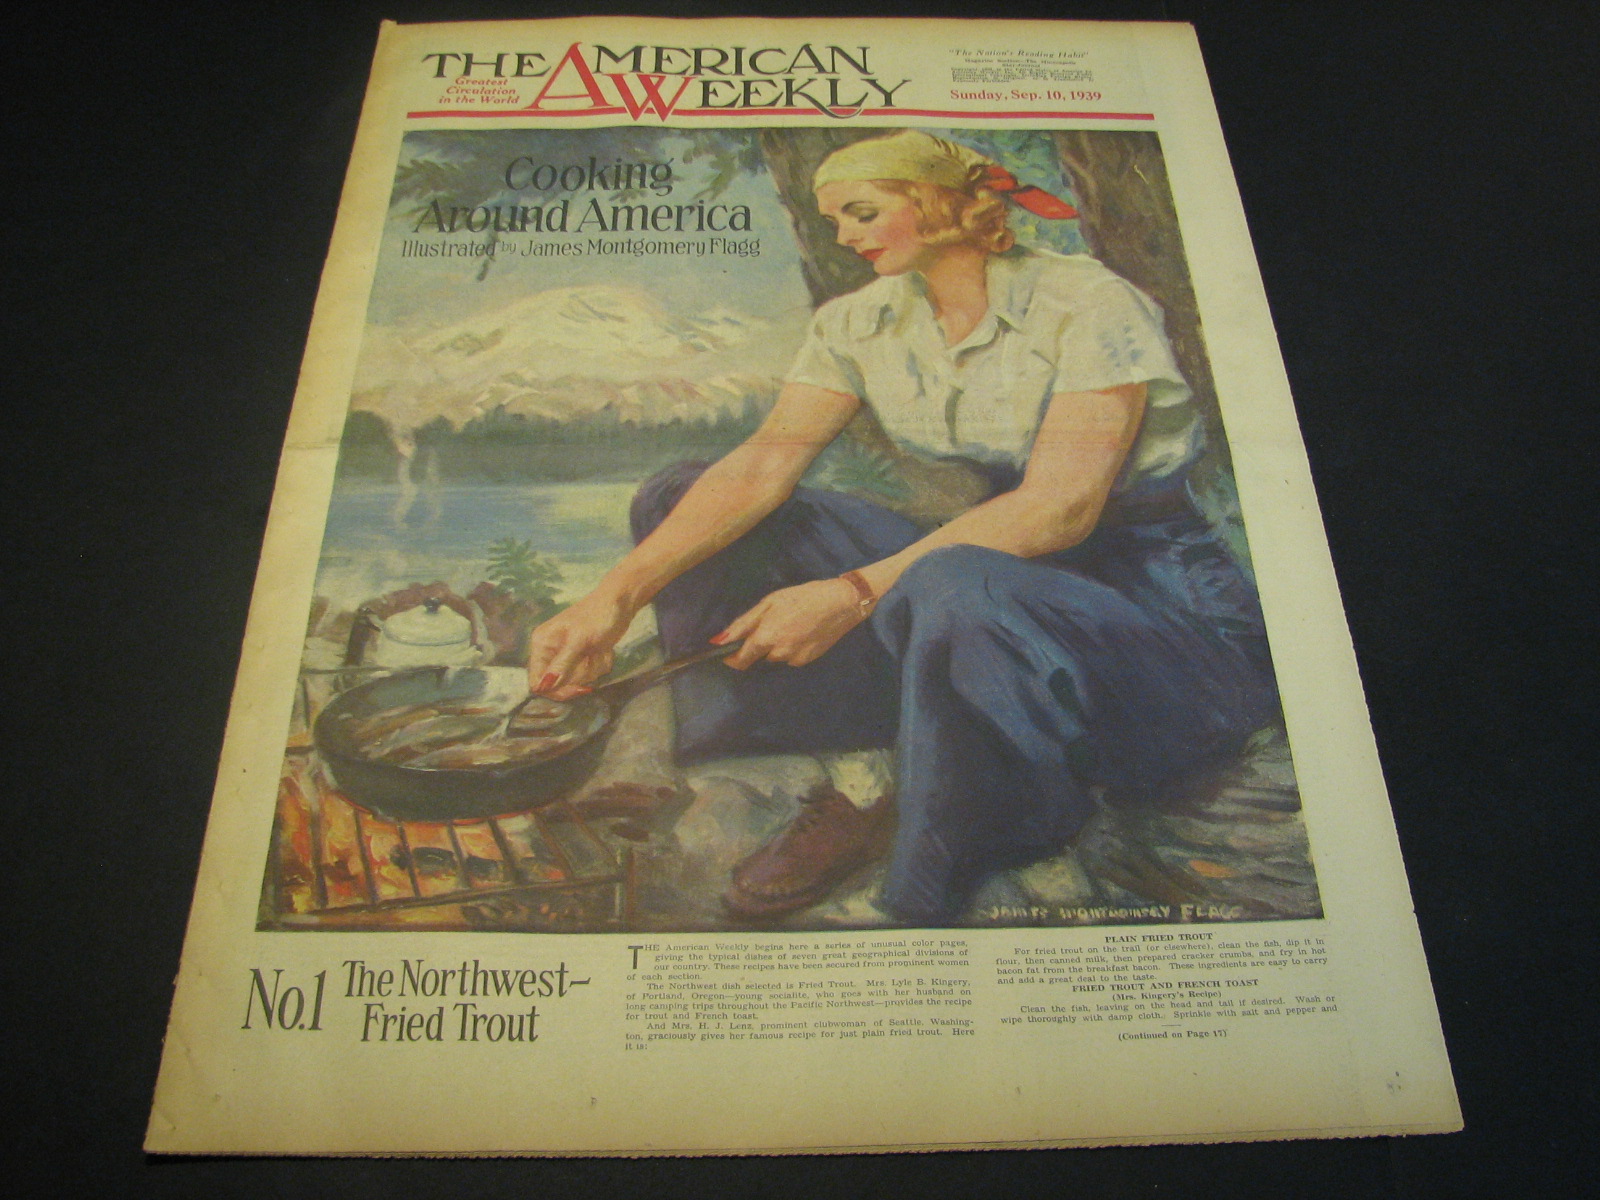 THE AMERICAN
WEEKLY
Greatest
Circulation
in the World
"The Nation's Reading Habit"
Magazine Section—The Minneapolis
Star-Journal
Sunday, Sep. 10, 1939
Cooking
Around America
Illustrated by James Montgomery Flagg
JAMES MONTGOMERY FLAGG
No.1 The Northwest—
Fried Trout
THE American Weekly begins here a series of unusual color pages,
giving the typical dishes of seven great geographical divisions of
our country. These recipes have been secured from prominent women
of each section.
The Northwest dish selected is Fried Trout. Mrs. Lyle B. Kingery,
of Portland, Oregon—young socialite, who goes with her husband on
long camping trips throughout the Pacific Northwest—provides the recipe
for trout and French toast.
And Mrs. H. J. Lenz, prominent clubwoman of Seattle, Washing-
ton, graciously gives her famous recipe for just plain fried trout. Here
it is:
PLAIN FRIED TROUT
For fried trout on the trail (or elsewhere), clean the fish, dip it in
flour, then canned milk, then prepared cracker crumbs, and fry in hot
bacon fat from the breakfast bacon. These ingredients are easy to carry
and add a great deal to the taste.
FRIED TROUT AND FRENCH TOAST
(Mrs. Kingery's Recipe)
Clean the fish, leaving on the head and tail if desired. Wash or
wipe thoroughly with damp cloth. Sprinkle with salt and pepper and
(Continued on Page 17)